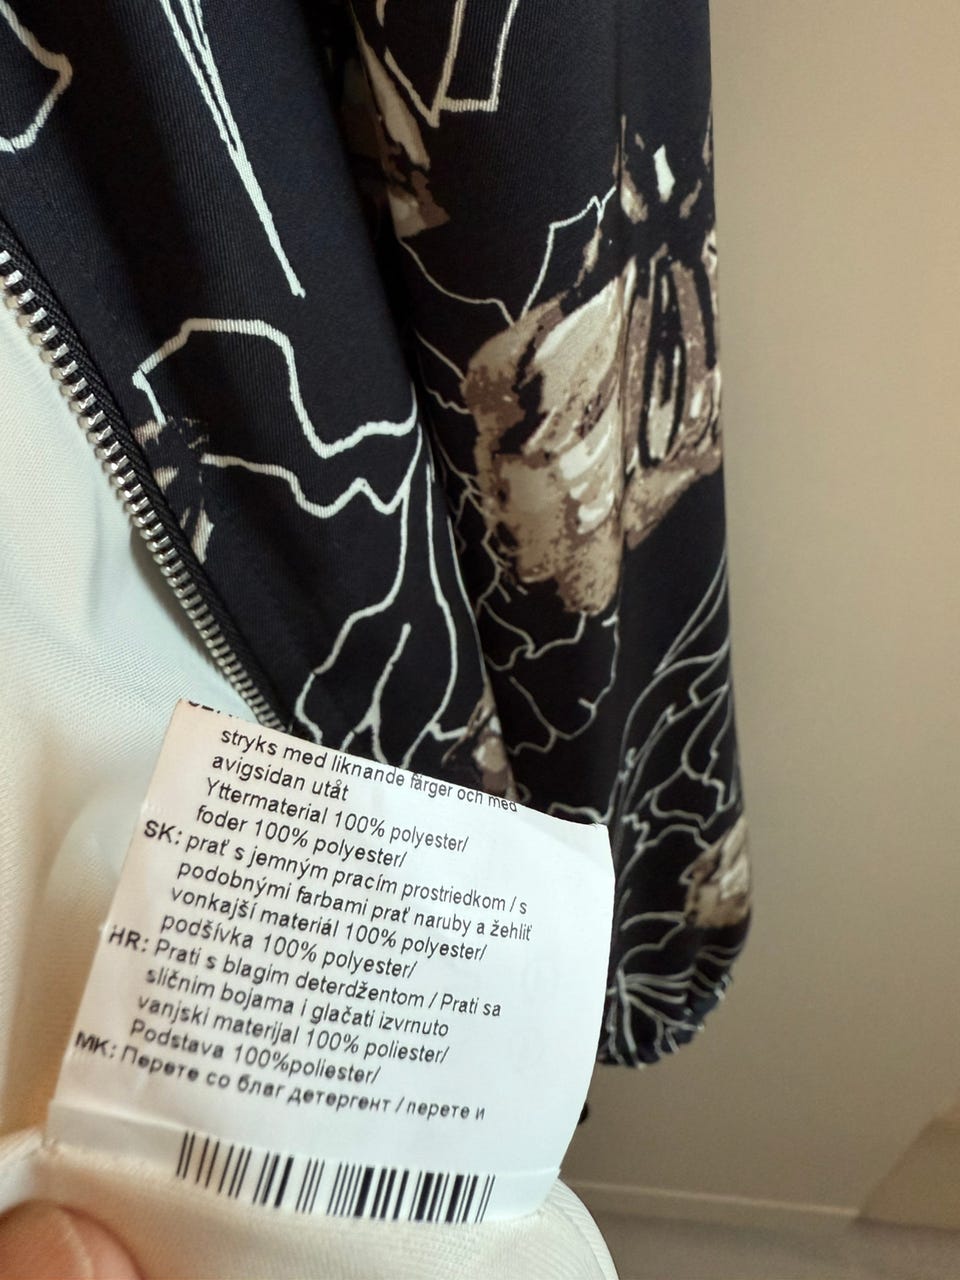 stryks med liknande färger och med
avigsidan utåt
Yttermaterial 100% polyester/
foder 100% polyester/
SK: prať s jemným pracím prostriedkom / s
podobnými farbami prať naruby a žehliť
vonkajší materiál 100% polyester/
podšívka 100% polyester/
HR: Prati s blagim deterdžentom / Prati sa
sličnim bojama i glačati izvrnuto
vanjski materijal 100% poliester/
Podstava 100%poliester/
MK: Перете со благ детергент / перете и